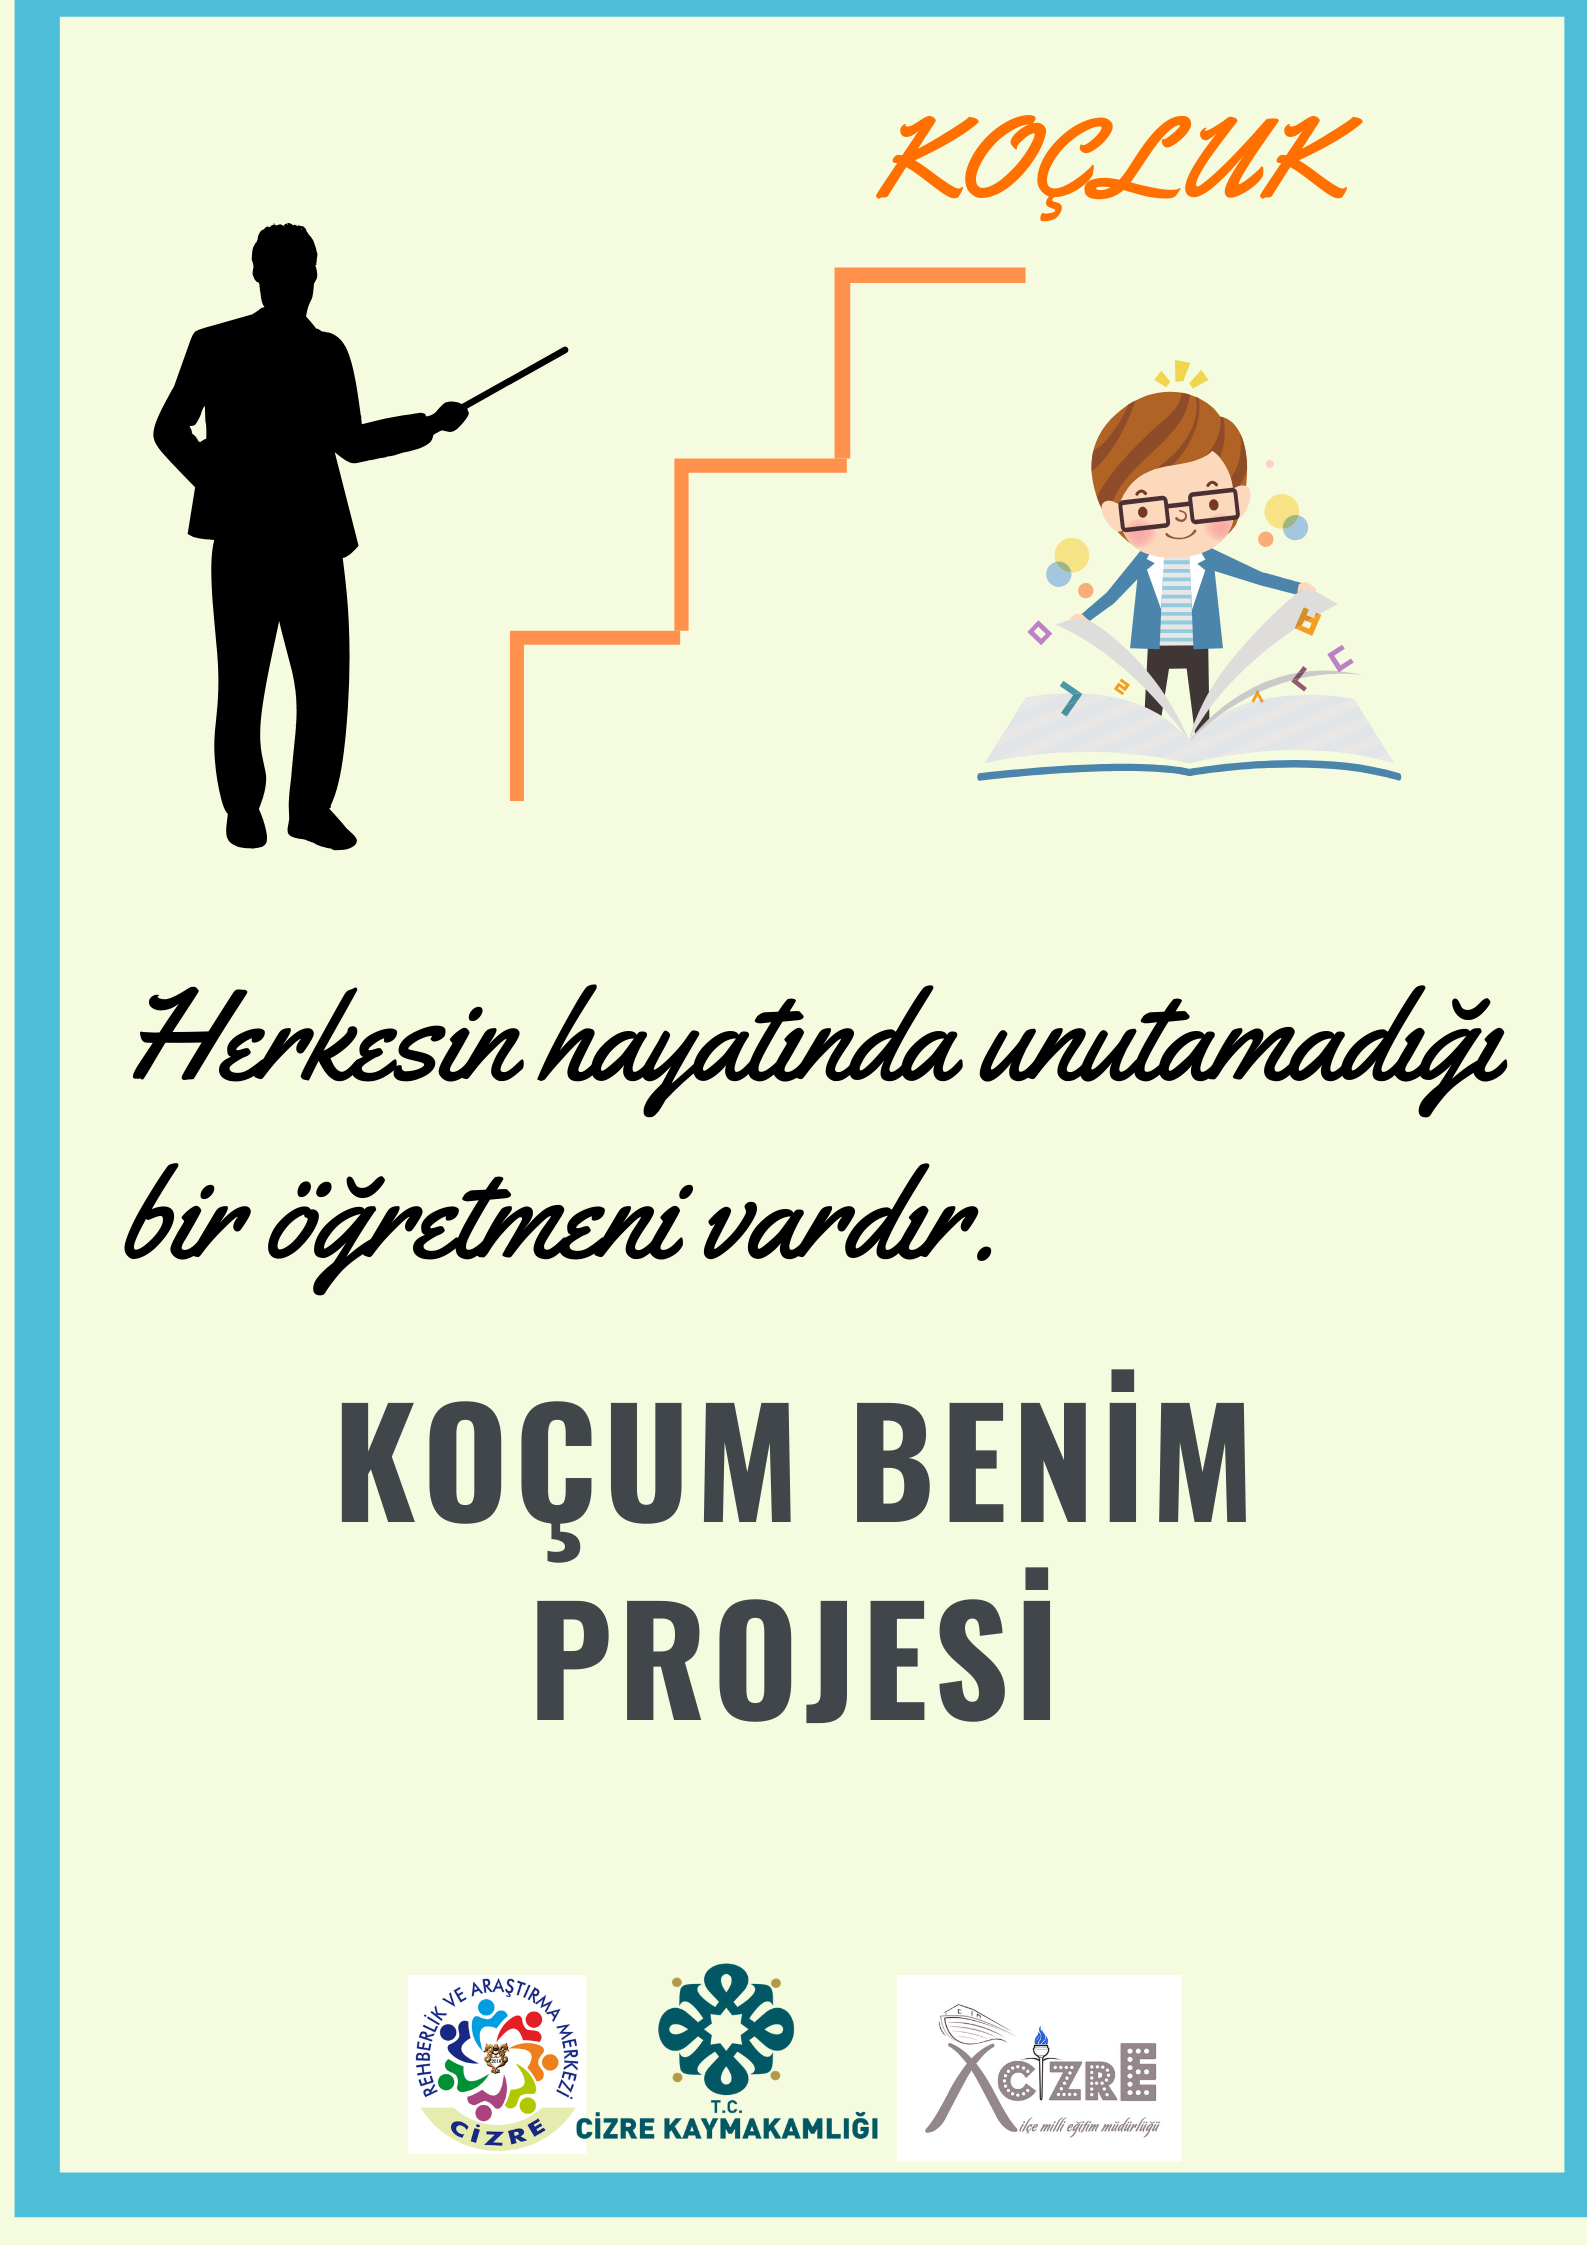 KOÇLUK
Herkesin hayatında unutamadığı
bir öğretmeni vardır.
KOÇUM BENİM
PROJESİ
REHBERLİK VE ARAŞTIRMA MERKEZİ
CİZRE
T.C.
CİZRE KAYMAKAMLIĞI
CİZRE
ilçe milli eğitim müdürlüğü